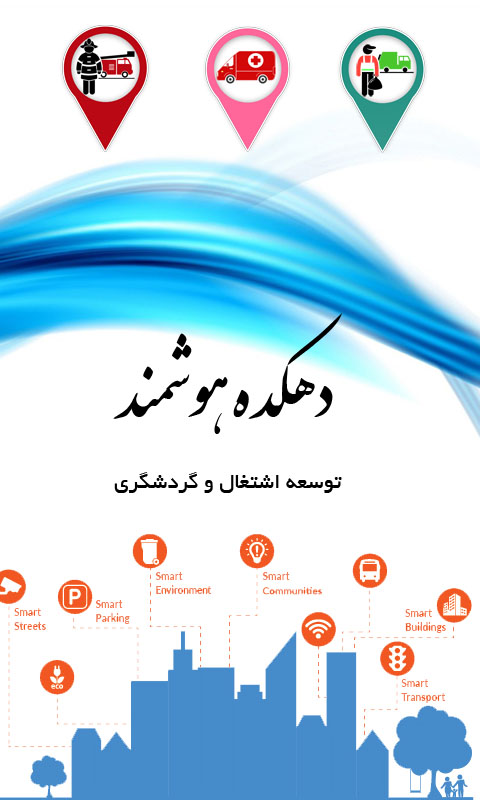 دهکده هوشمند
توسعه اشتغال و گردشگری
Smart
Environment
Smart
Communities
Smart
Streets
P
Smart
Parking
Smart
Buildings
eco
Smart
Transport